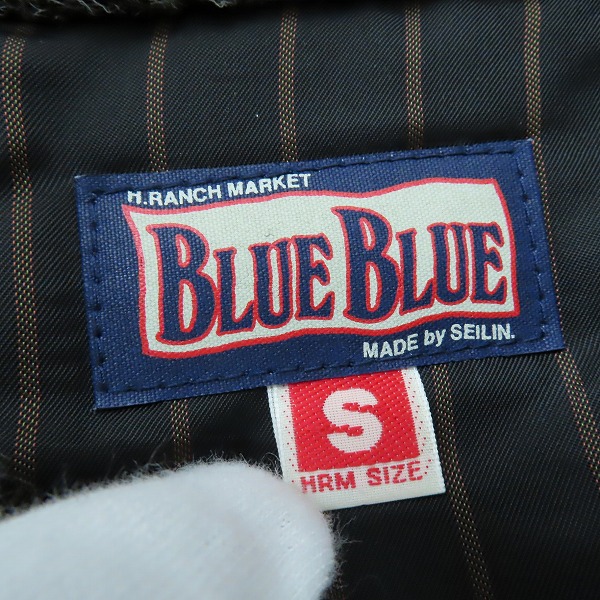 H.RANCH MARKET
BLUE BLUE
MADE by SEILIN.
S
HRM SIZE